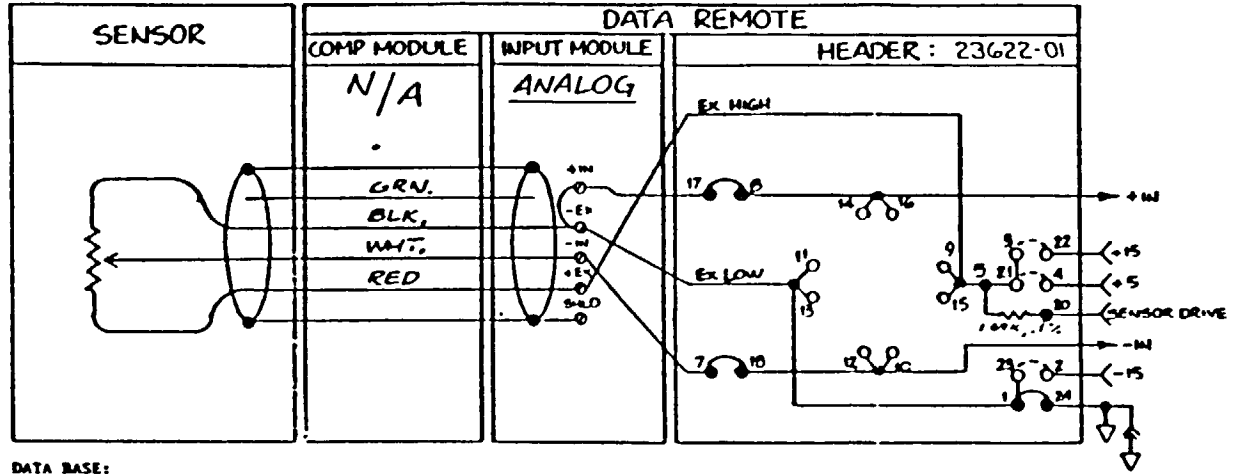 DATA REMOTE
SENSOR
COMP MODULE
INPUT MODULE
HEADER: 23622-01
N/A
ANALOG
EX HIGH
+IN
17
8
GRN.
14
16
+IN
BLK.
-EX
9
22
+15
WHT.
-IN
11
9
EX LOW
5
21
4
+5
RED
+EX
13
15
20
SENSOR DRIVE
SHLD
-IN
7
18
12
10
23
2
-15
1
24
DATA BASE: